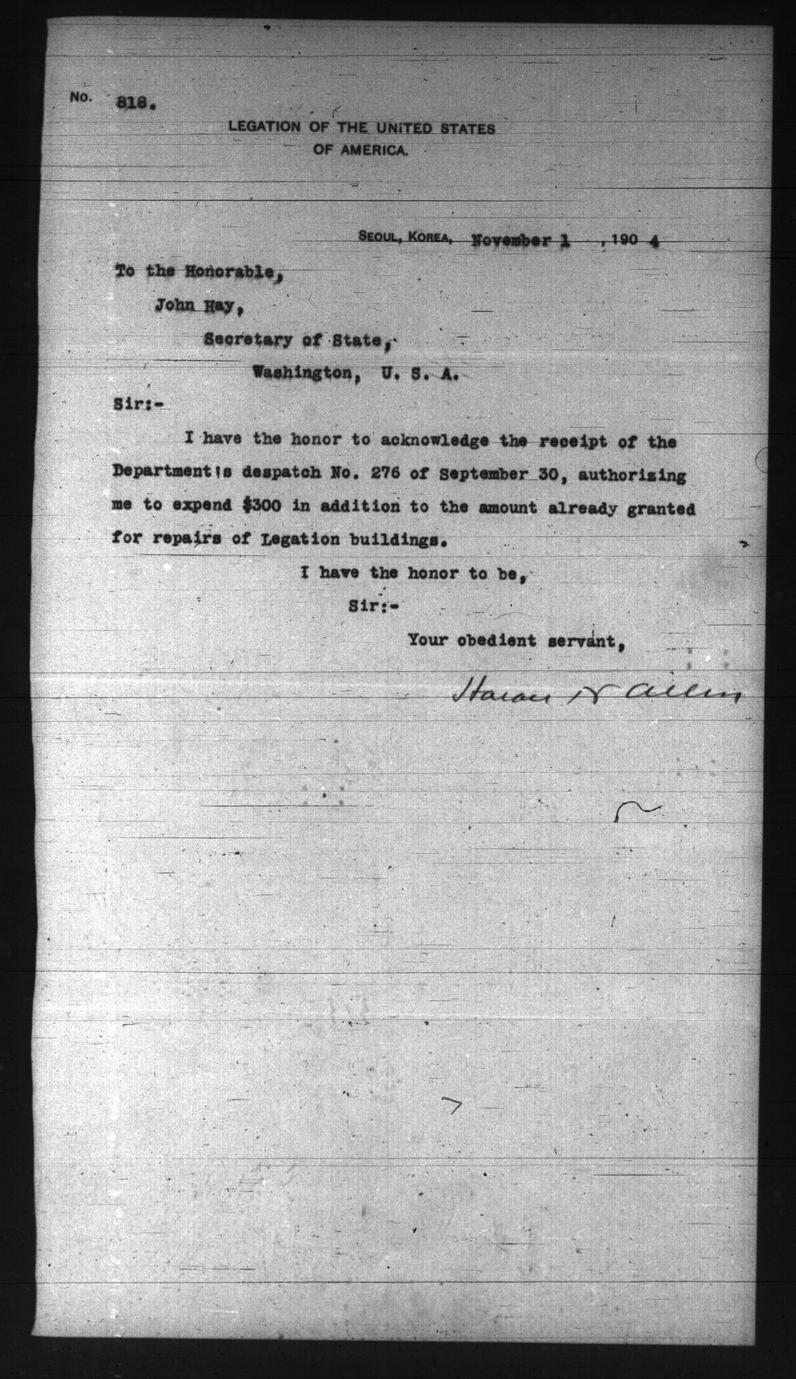 No. 818.
LEGATION OF THE UNITED STATES
OF AMERICA.
SEOUL, KOREA, November 1 , 190 4
To the Honorable,
John Hay,
Secretary of State,
Washington, U. S. A.
Sir:-
I have the honor to acknowledge the receipt of the
Department's despatch No. 276 of September 30, authorizing
me to expend $300 in addition to the amount already granted
for repairs of Legation buildings.
I have the honor to be,
Sir:-
Your obedient servant,
Horace N Allen